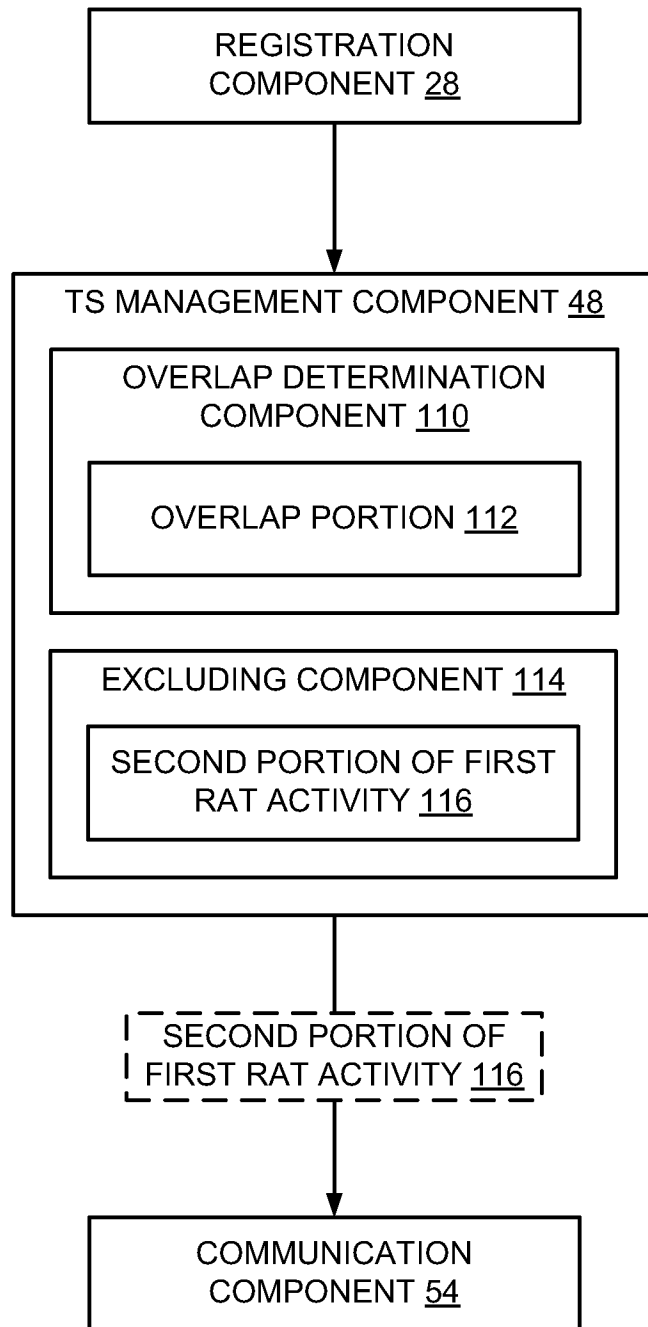 REGISTRATION
COMPONENT 28
TS MANAGEMENT COMPONENT 48
OVERLAP DETERMINATION
COMPONENT 110
OVERLAP PORTION 112
EXCLUDING COMPONENT 114
SECOND PORTION OF FIRST
RAT ACTIVITY 116
SECOND PORTION OF
FIRST RAT ACTIVITY 116
COMMUNICATION
COMPONENT 54